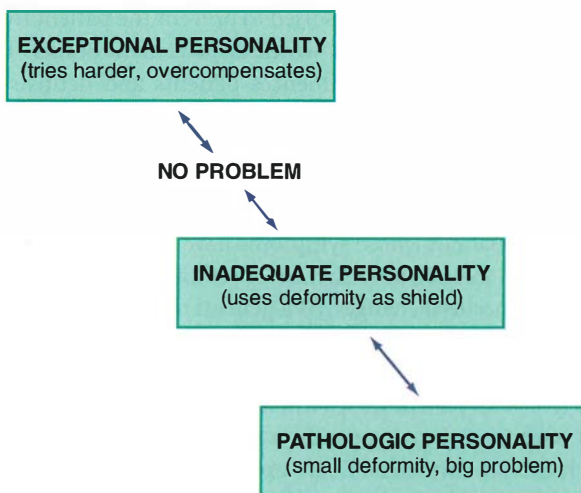 EXCEPTIONAL PERSONALITY
(tries harder, overcompensates)
NO PROBLEM
INADEQUATE PERSONALITY
(uses deformity as shield)
PATHOLOGIC PERSONALITY
(small deformity, big problem)